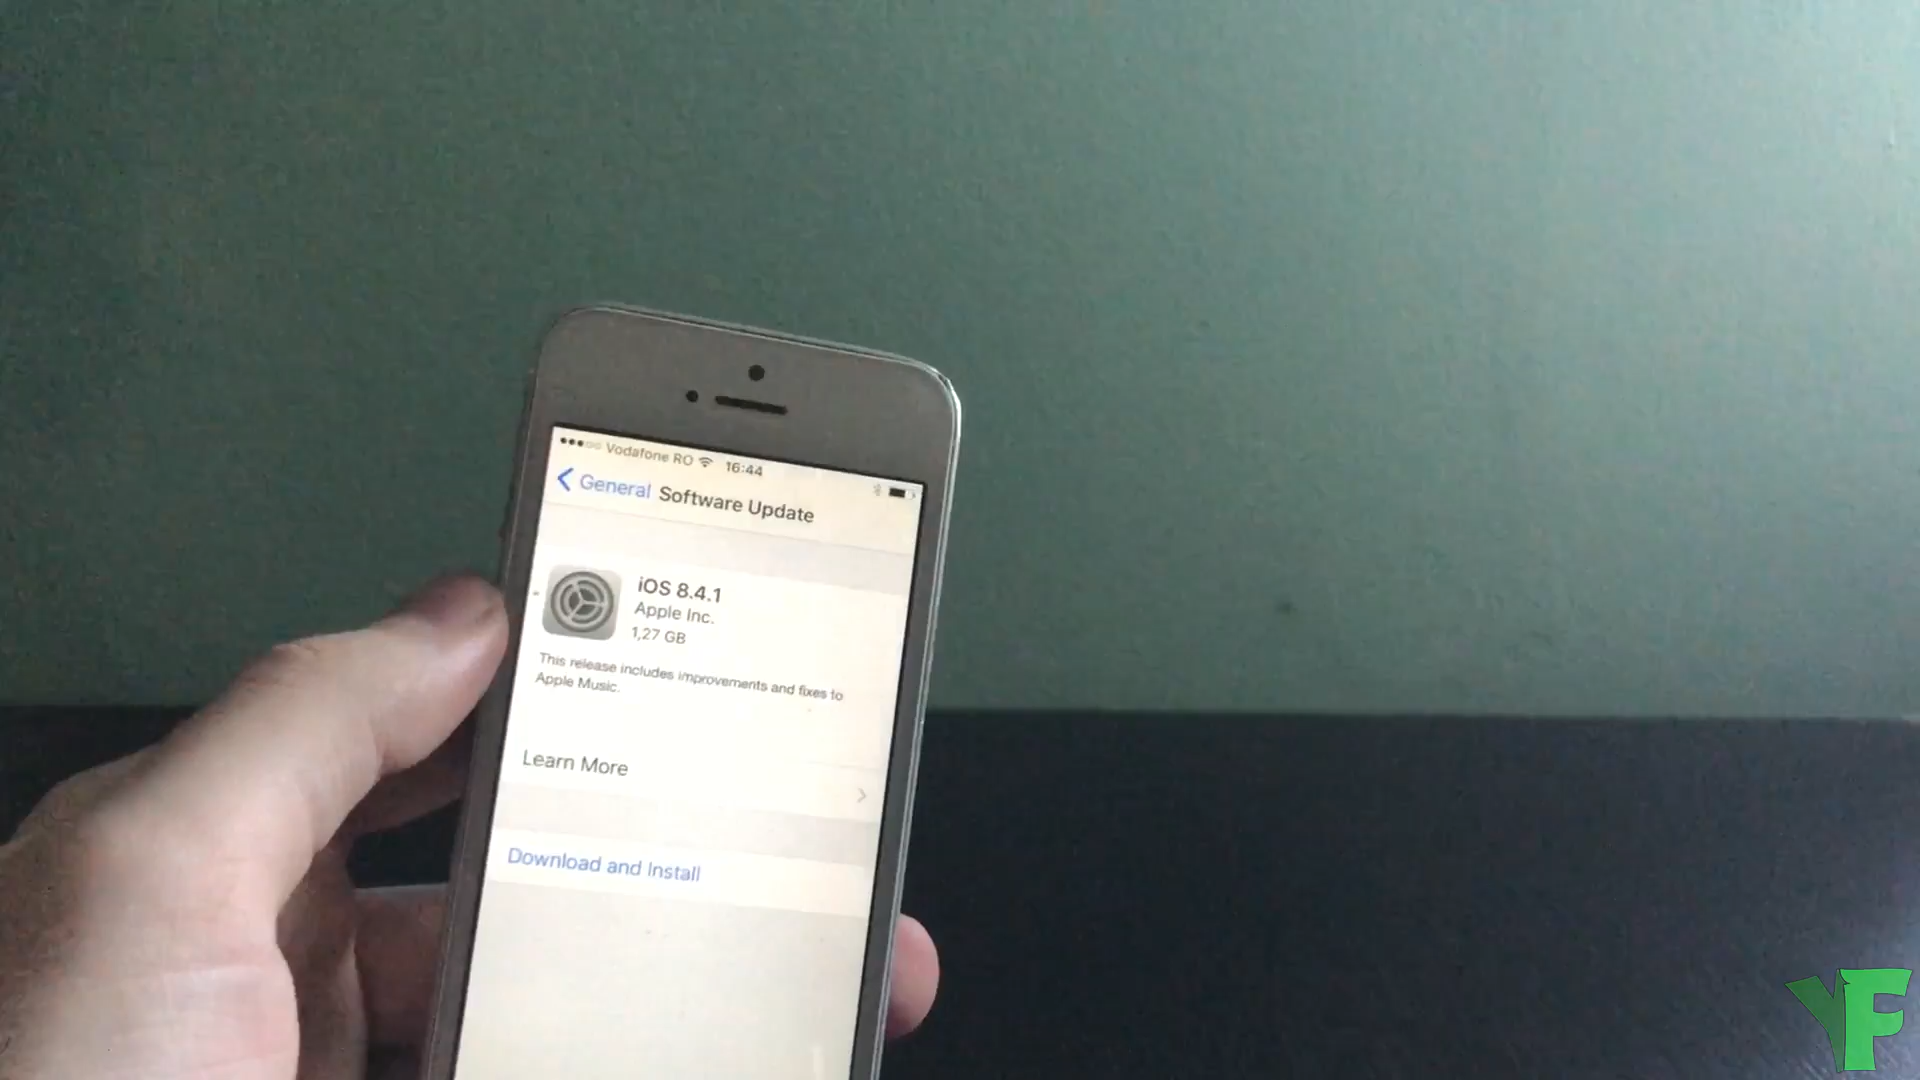 Vodafone RO 16:44
General Software Update
iOS 8.4.1
Apple Inc.
1,27 GB
This release includes improvements and fixes to
Apple Music.
Learn More
Download and Install
YF